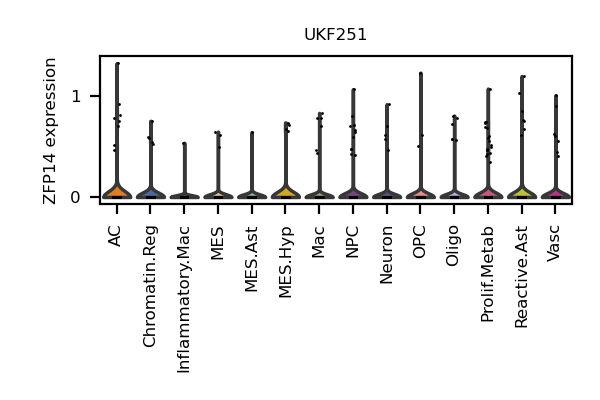 UKF251
ZFP14 expression
1
0
AC
Chromatin.Reg
Inflammatory.Mac
MES
MES.Ast
MES.Hyp
Mac
NPC
Neuron
OPC
Oligo
Prolif.Metab
Reactive.Ast
Vasc